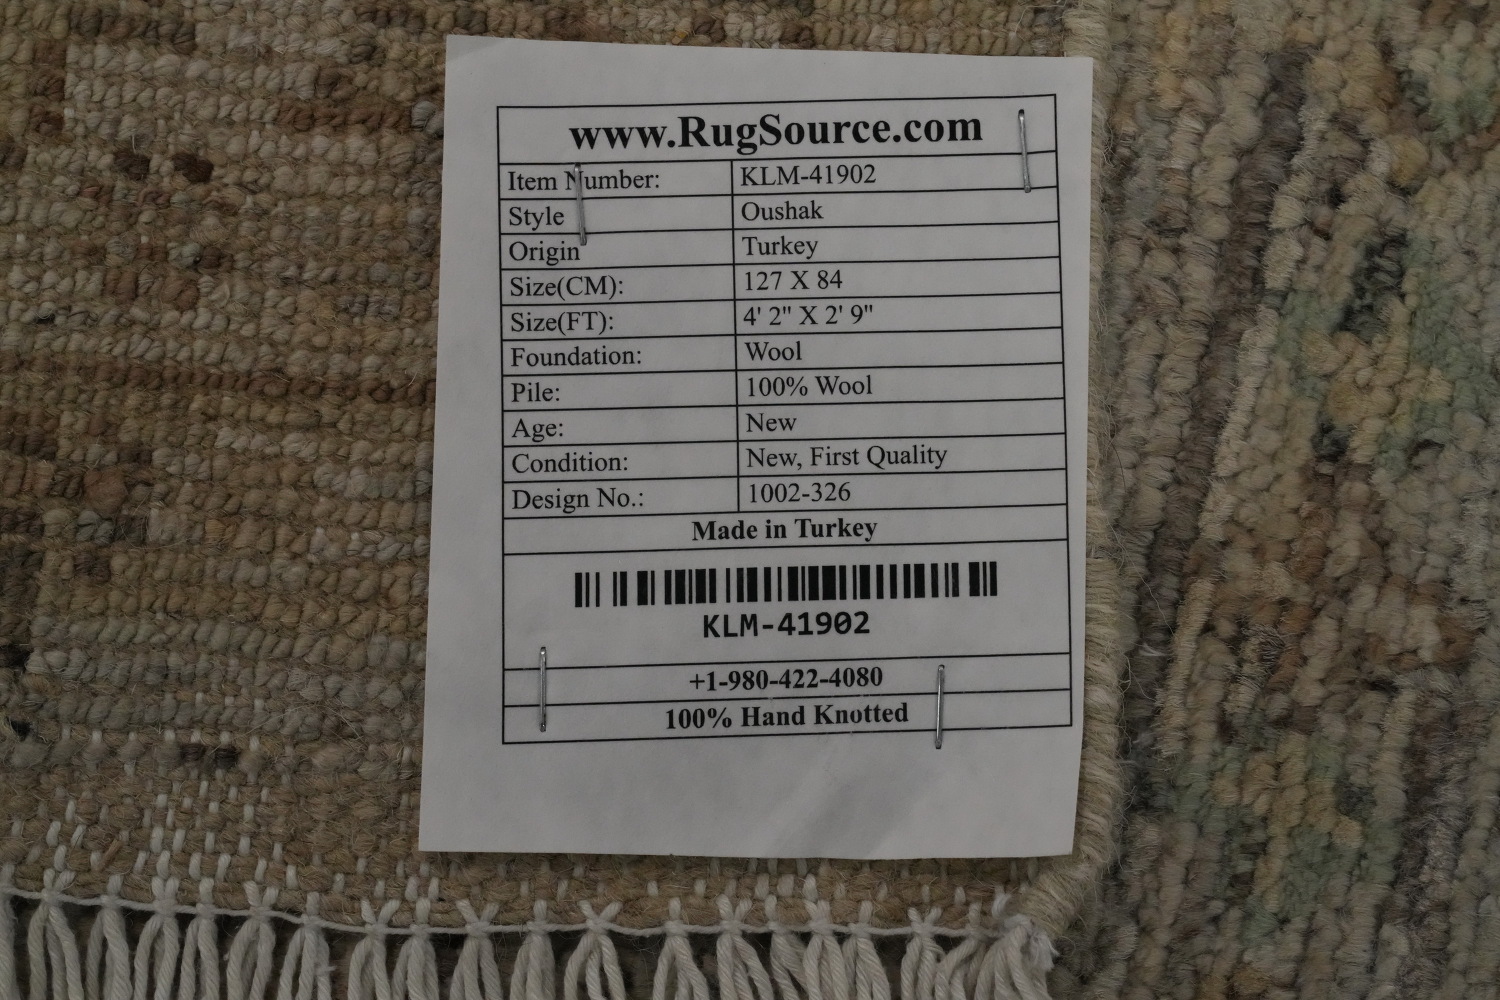 www.RugSource.com
Item Number: KLM-41902
Style Oushak
Origin Turkey
Size(CM): 127 X 84
Size(FT): 4' 2" X 2' 9"
Foundation: Wool
Pile: 100% Wool
Age: New
Condition: New, First Quality
Design No.: 1002-326
Made in Turkey
KLM-41902
+1-980-422-4080
100% Hand Knotted